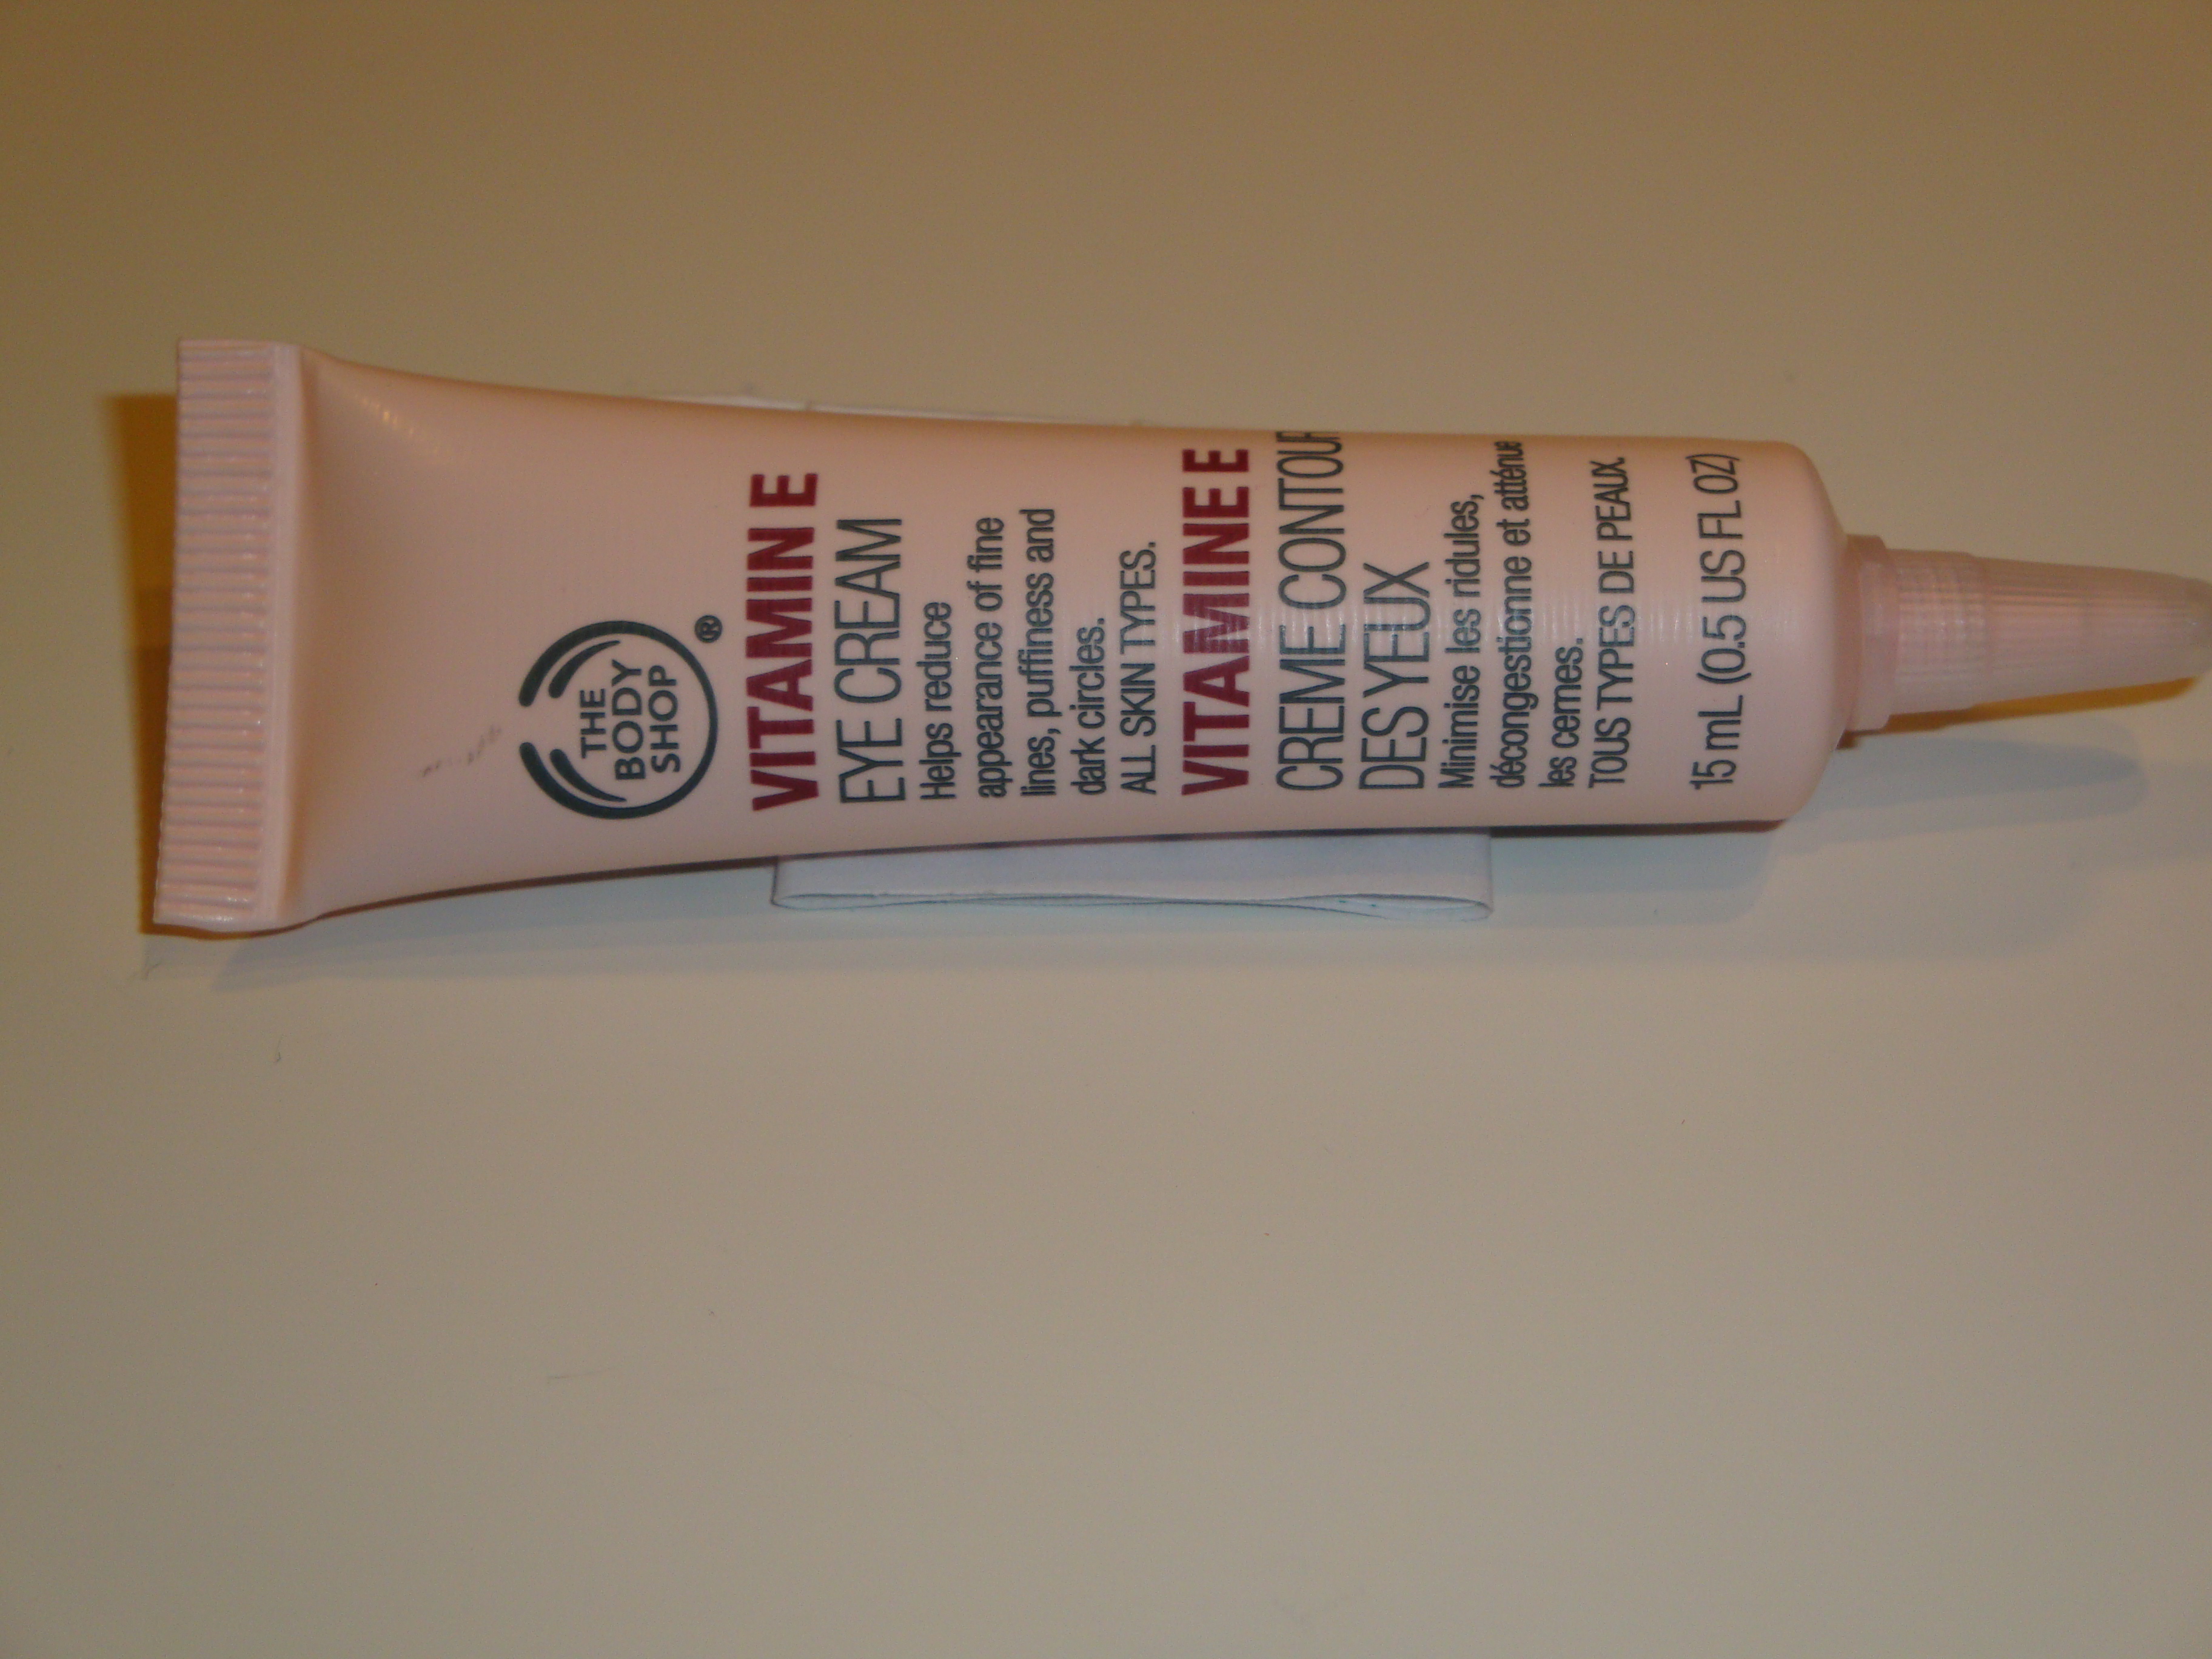 THE
BODY
SHOP
®
VITAMIN E
EYE CREAM
Helps reduce
appearance of fine
lines, puffiness and
dark circles.
ALL SKIN TYPES.
VITAMINE E
CREME CONTOUR
DES YEUX
Minimise les ridules,
décongestionne et atténue
les cernes.
TOUS TYPES DE PEAUX.
15 mL (0.5 US FL OZ)